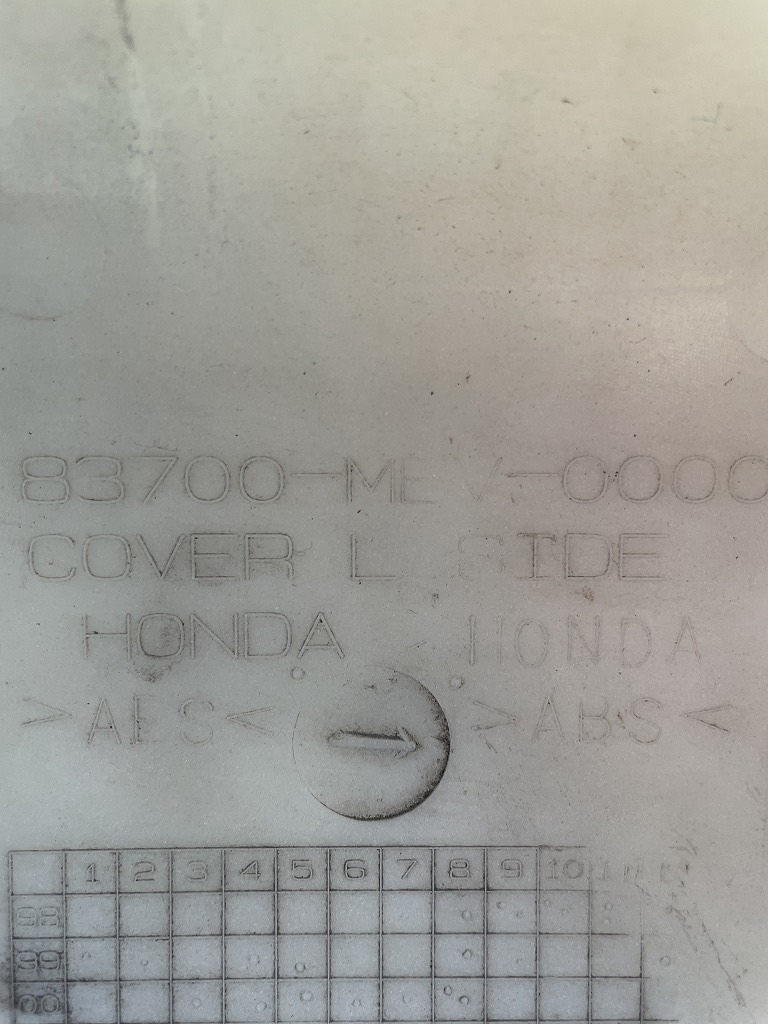 83700-MEV-0000
COVER L SIDE
HONDA HONDA
>ABS< >ABS<
1 2 3 4 5 6 7 8 9 10 11
98
99
00